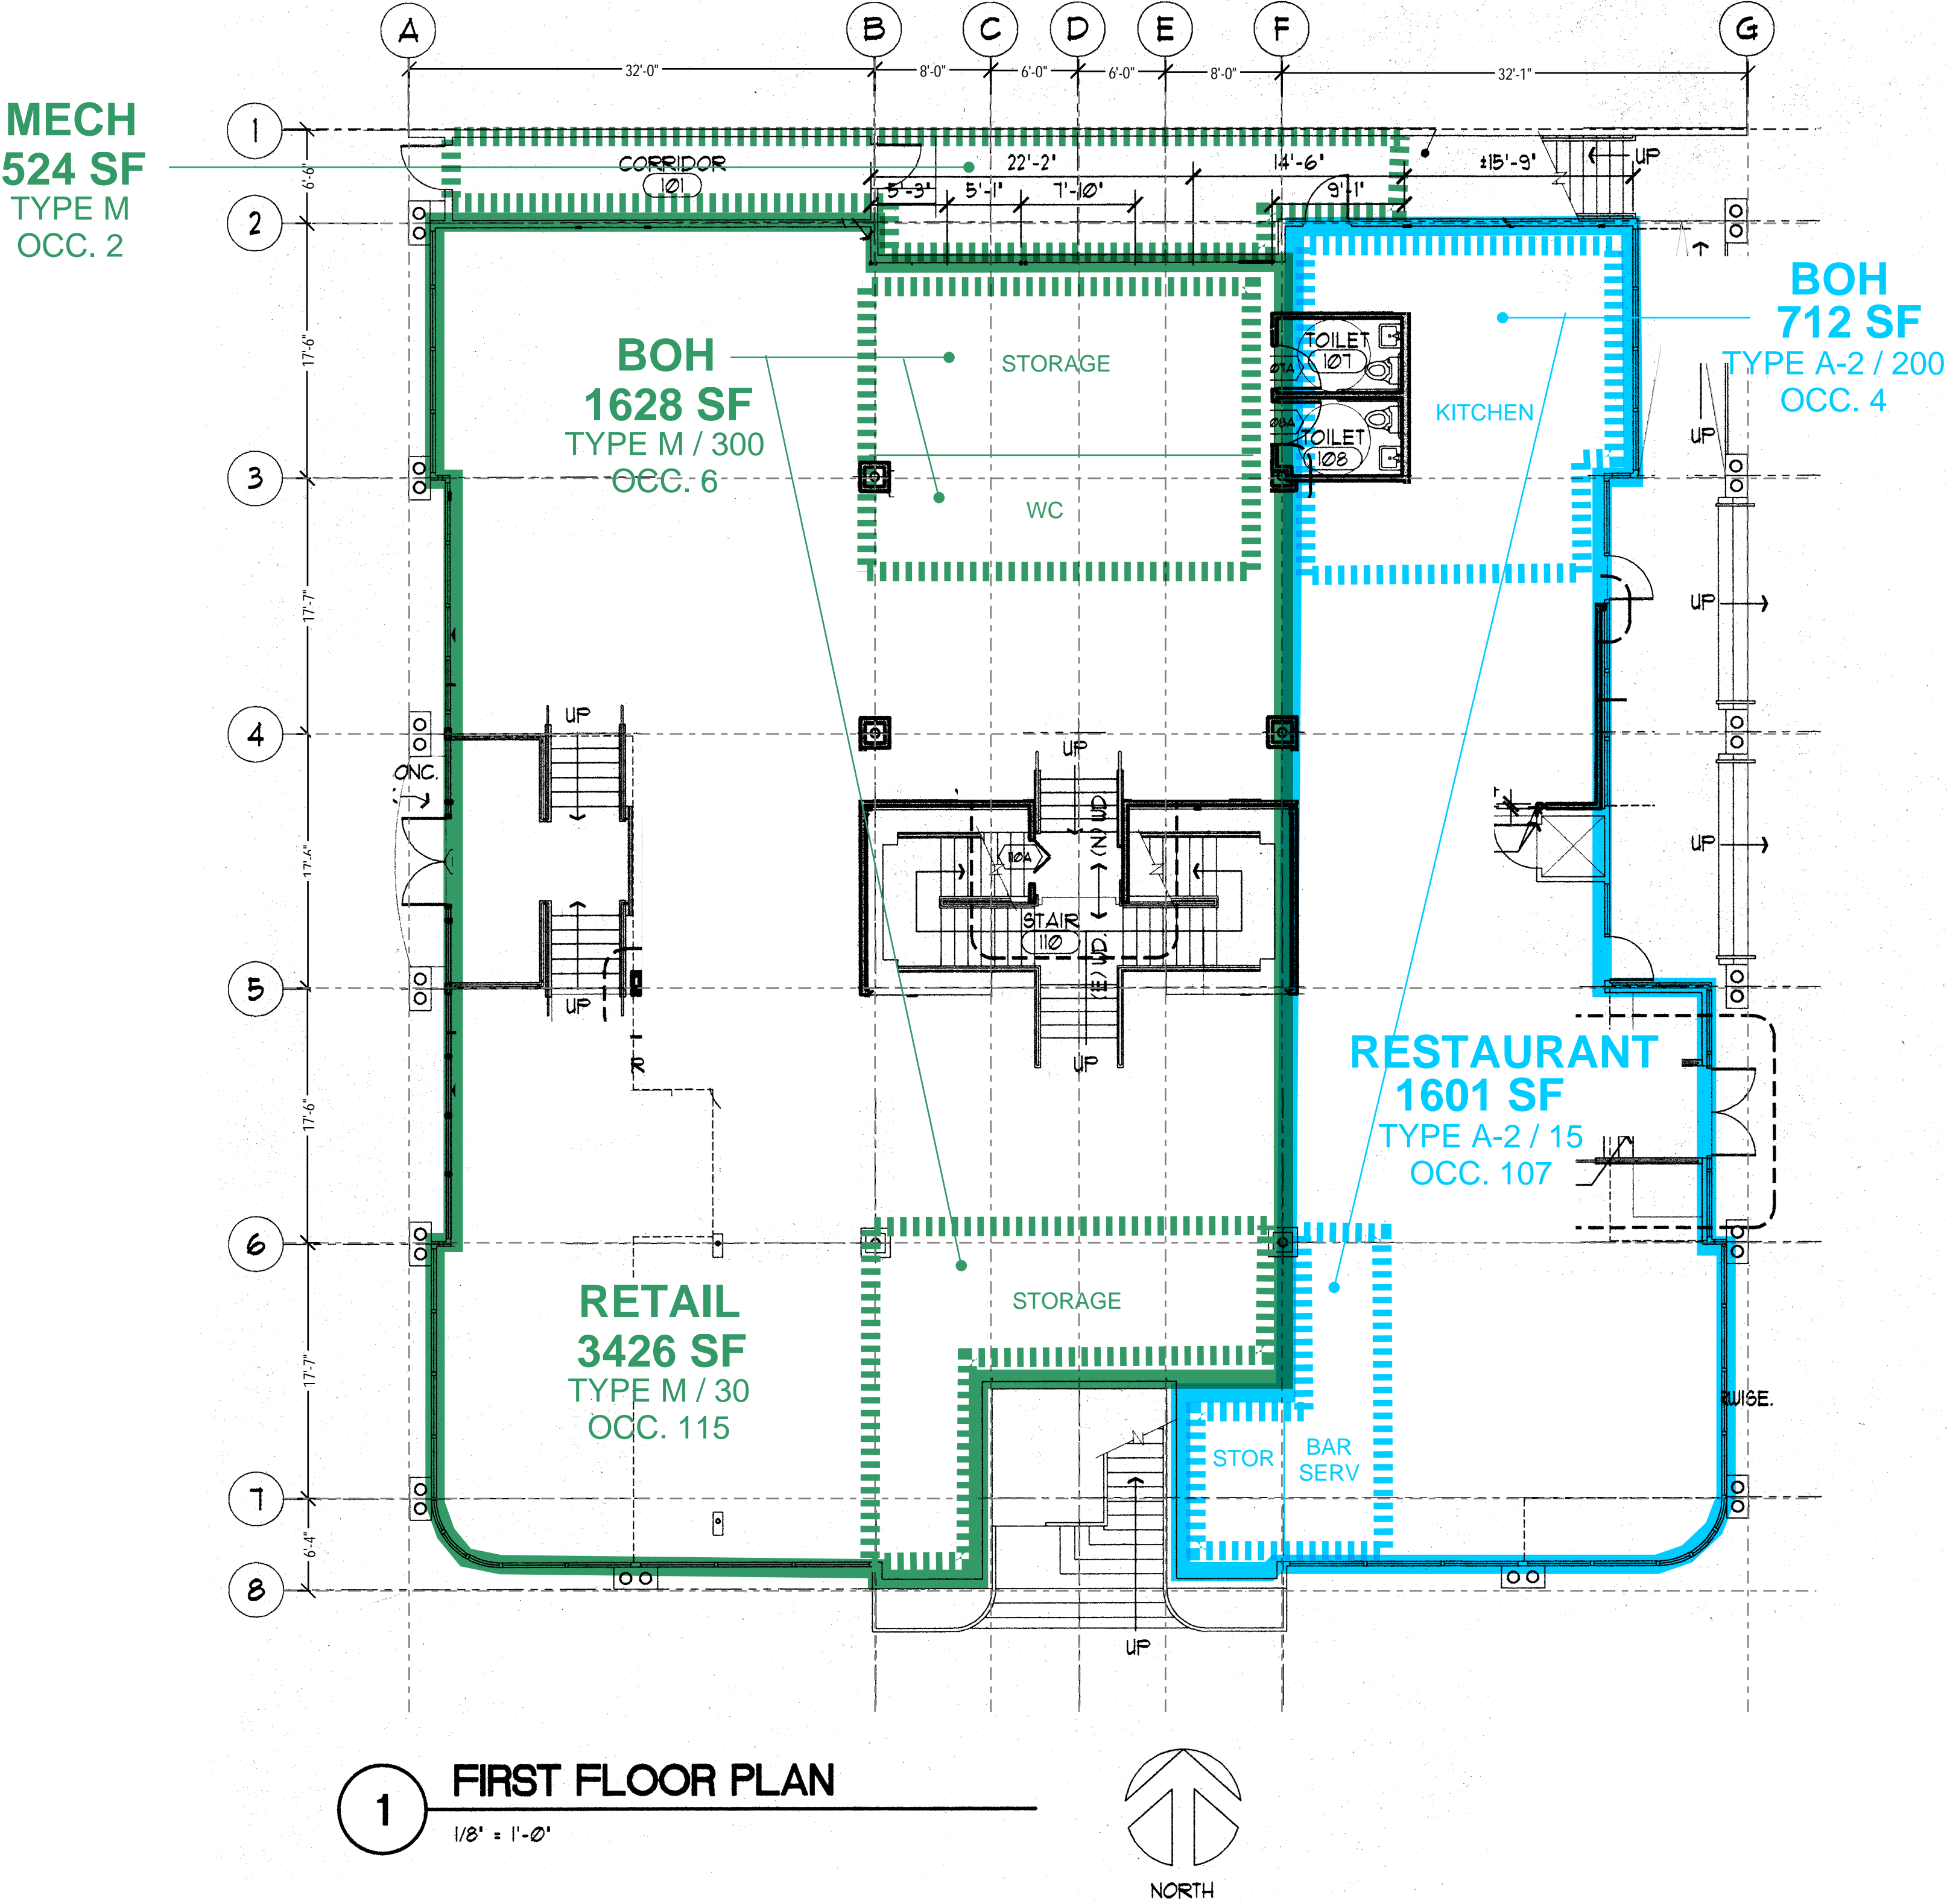 A
B
C
D
E
F
G
32'-0"
8'-0"
6'-0"
6'-0"
8'-0"
32'-1"
1
2
3
4
5
6
7
8
6'-6"
17'-6"
17'-7"
17'-6"
17'-6"
17'-7"
6'-4"
MECH
524 SF
TYPE M
OCC. 2
CORRIDOR
101
22'-2"
14'-6"
±15'-9"
UP
5'-3"
5'-1"
7'-10"
9'-1"
BOH
1628 SF
TYPE M / 300
OCC. 6
STORAGE
WC
TOILET
107
TOILET
108
KITCHEN
BOH
712 SF
TYPE A-2 / 200
OCC. 4
UP
UP
UP
UP
UP
UP
UP
ONC.
110A
(N) WD.
(E) WD.
STAIR
110
R
RESTAURANT
1601 SF
TYPE A-2 / 15
OCC. 107
RETAIL
3426 SF
TYPE M / 30
OCC. 115
STORAGE
STOR
BAR
SERV
WISE.
UP
1
FIRST FLOOR PLAN
1/8" = 1'-0"
NORTH